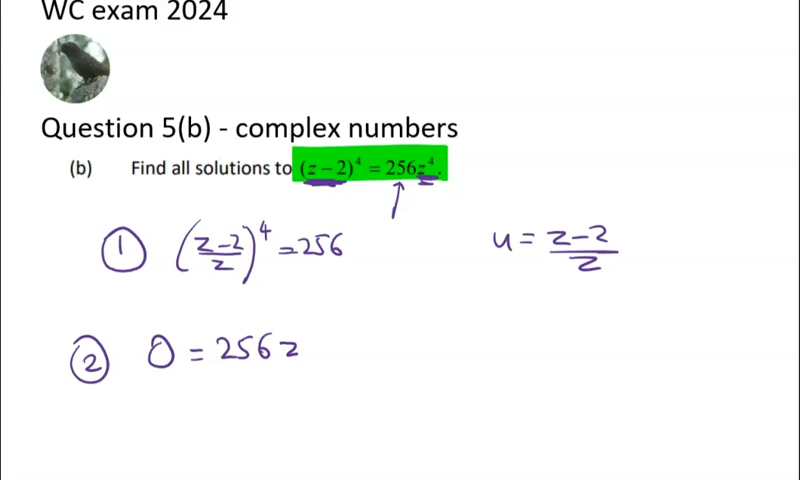 WC exam 2024
Question 5(b) - complex numbers
(b) Find all solutions to (z − 2)⁴ = 256z⁴.
① ((z-2)/z)⁴ = 256
u = (z-2)/z
② 0 = 256z